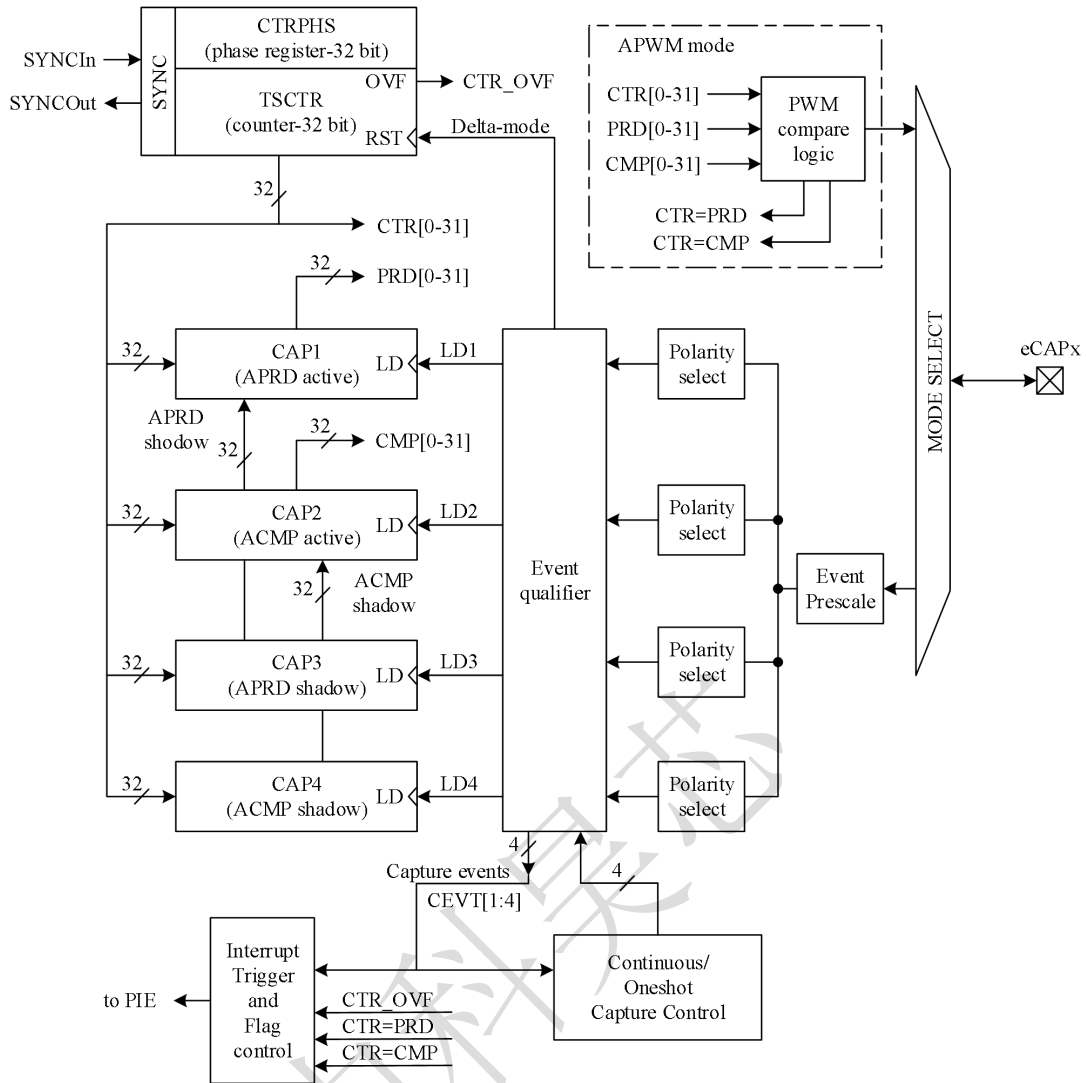 CTRPHS
(phase register-32 bit)
SYNCIn
SYNCOut
SYNC
OVF
CTR_OVF
TSCTR
(counter-32 bit)
RST
Delta-mode
APWM mode
CTR[0-31]
PRD[0-31]
CMP[0-31]
PWM
compare
logic
CTR=PRD
CTR=CMP
MODE SELECT
eCAPx
32
CTR[0-31]
32
PRD[0-31]
32
CAP1
(APRD active)
LD
LD1
Polarity
select
APRD
shodow
32
32
CMP[0-31]
32
CAP2
(ACMP active)
LD
LD2
Polarity
select
ACMP
shadow
32
Event
qualifier
Event
Prescale
32
CAP3
(APRD shadow)
LD
LD3
Polarity
select
32
CAP4
(ACMP shadow)
LD
LD4
Polarity
select
4
Capture events
CEVT[1:4]
4
Interrupt
Trigger
and
Flag
control
to PIE
CTR_OVF
CTR=PRD
CTR=CMP
Continuous/
Oneshot
Capture Control
科昊芯